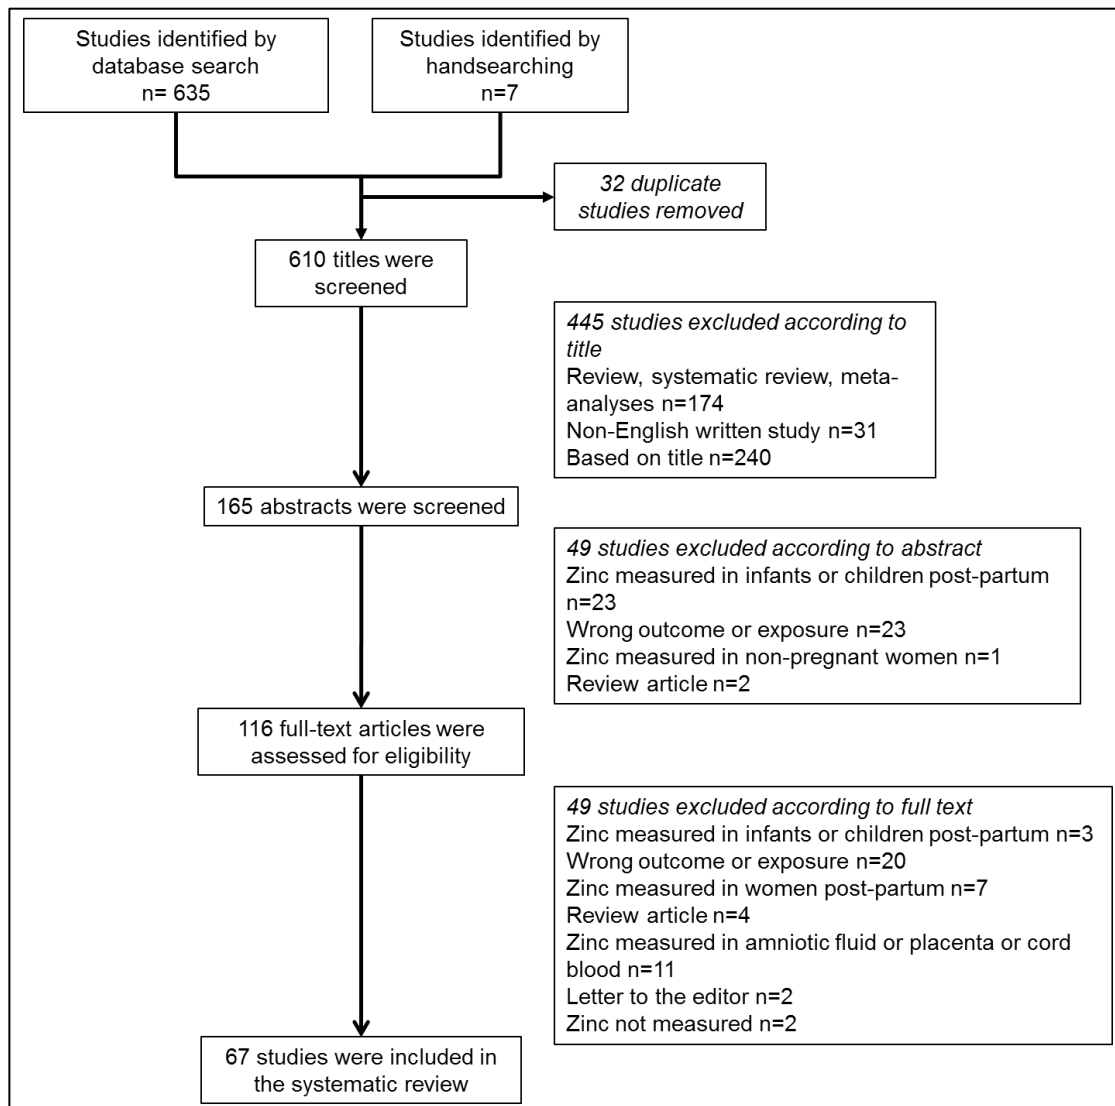 Studies identified by
database search
n= 635
Studies identified by
handsearching
n=7
32 duplicate
studies removed
610 titles were
screened
445 studies excluded according to
title
Review, systematic review, meta-
analyses n=174
Non-English written study n=31
Based on title n=240
165 abstracts were screened
49 studies excluded according to abstract
Zinc measured in infants or children post-partum
n=23
Wrong outcome or exposure n=23
Zinc measured in non-pregnant women n=1
Review article n=2
116 full-text articles were
assessed for eligibility
49 studies excluded according to full text
Zinc measured in infants or children post-partum n=3
Wrong outcome or exposure n=20
Zinc measured in women post-partum n=7
Review article n=4
Zinc measured in amniotic fluid or placenta or cord
blood n=11
Letter to the editor n=2
Zinc not measured n=2
67 studies were included in
the systematic review